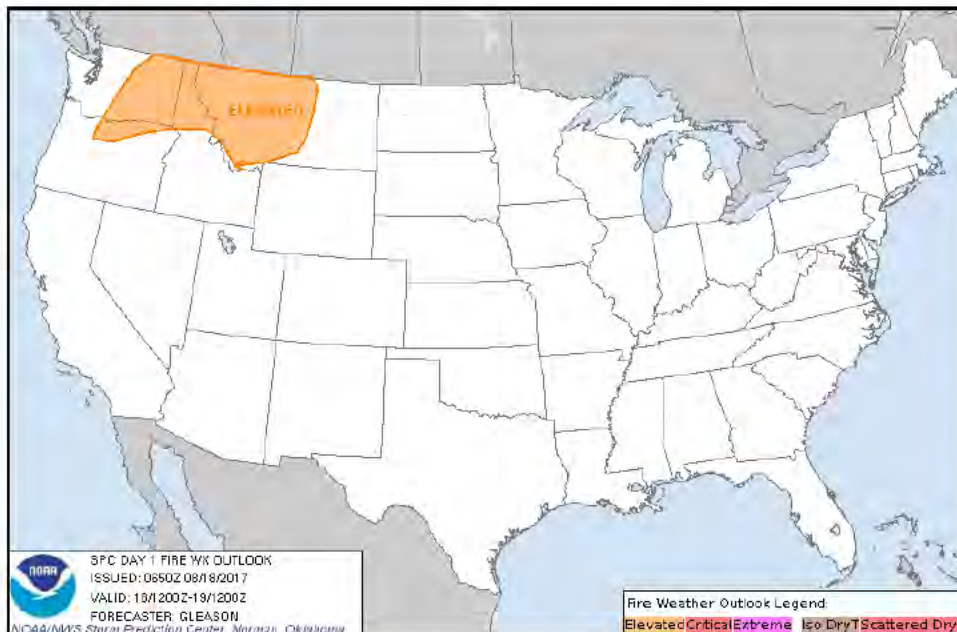 ELEVATED
SPC DAY 1 FIRE WX OUTLOOK
ISSUED: 0650Z 08/18/2017
VALID: 18/1200Z-19/1200Z
FORECASTER: GLEASON
NOAA/NWS Storm Prediction Center, Norman, Oklahoma
NOAA
Fire Weather Outlook Legend:
Elevated Critical Extreme Iso DryT Scattered Dry